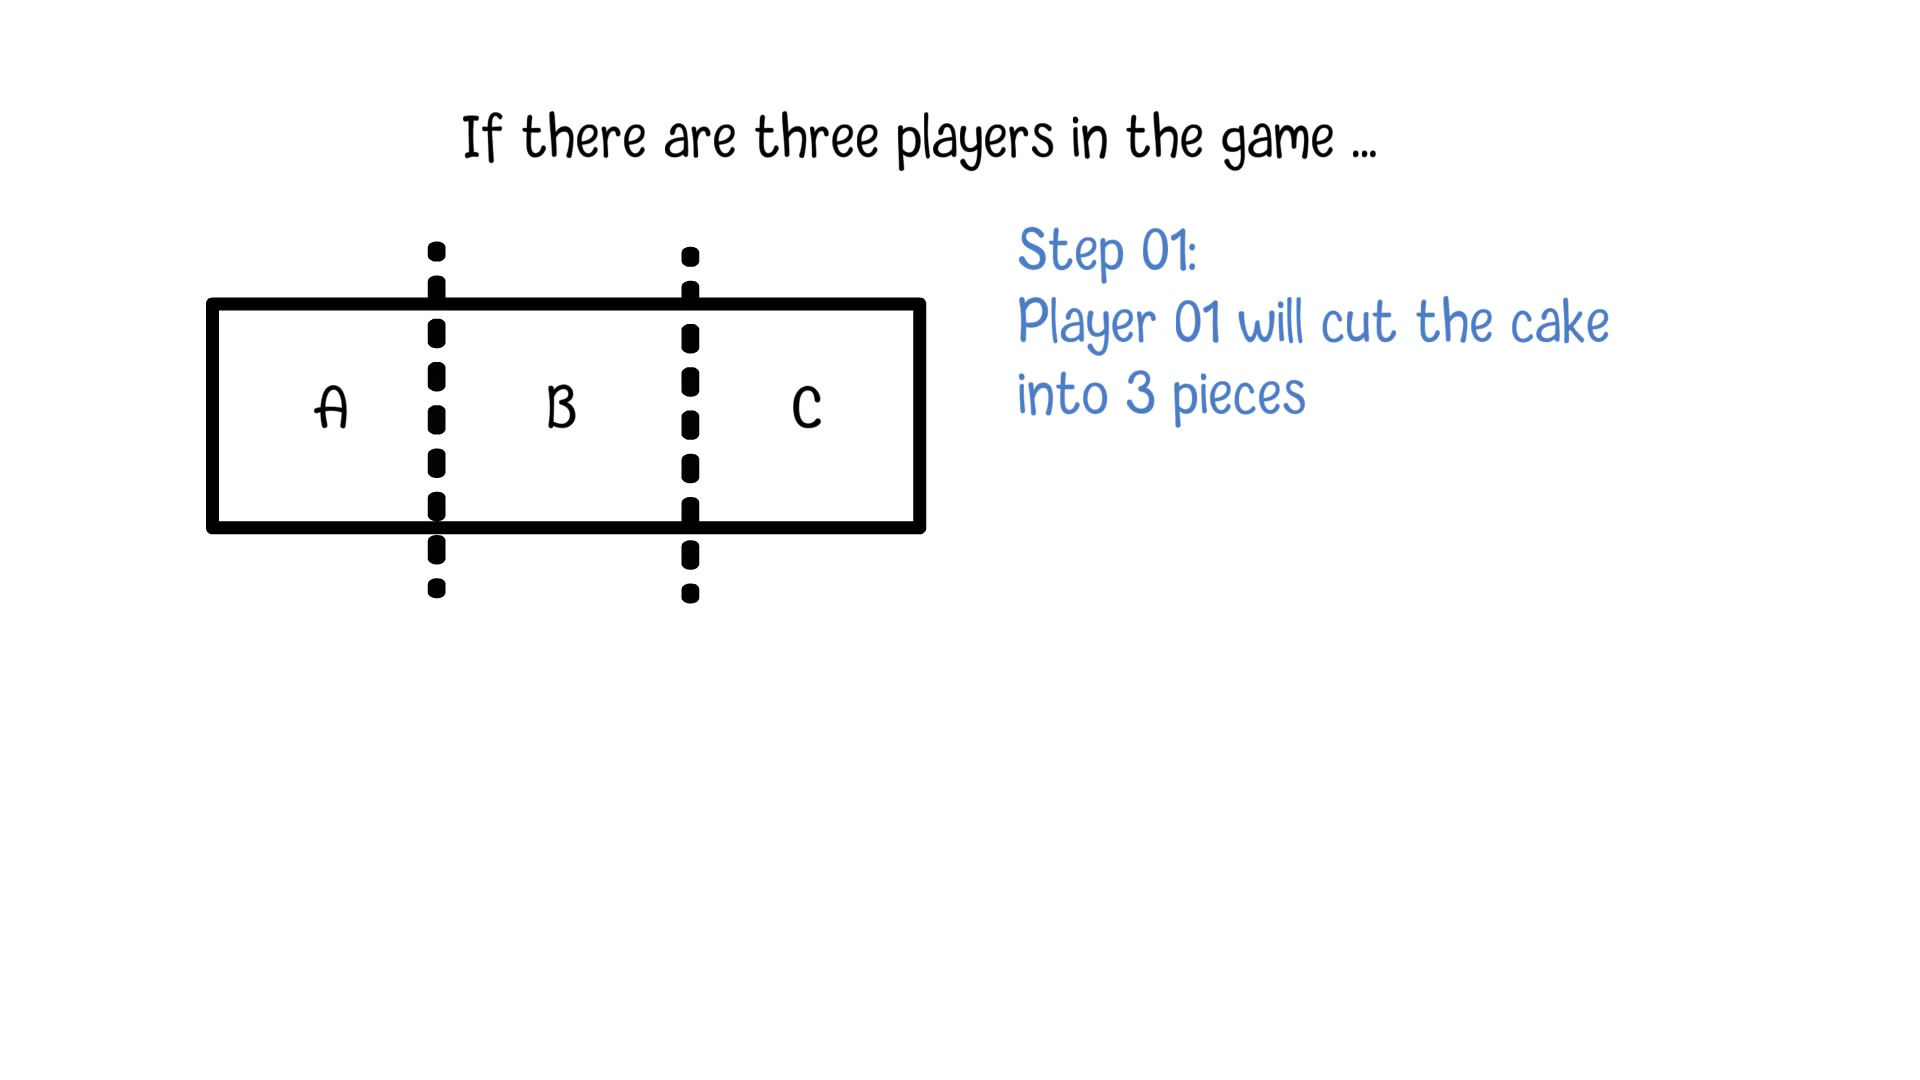 If there are three players in the game ...
Step 01:
Player 01 will cut the cake
into 3 pieces
A B C